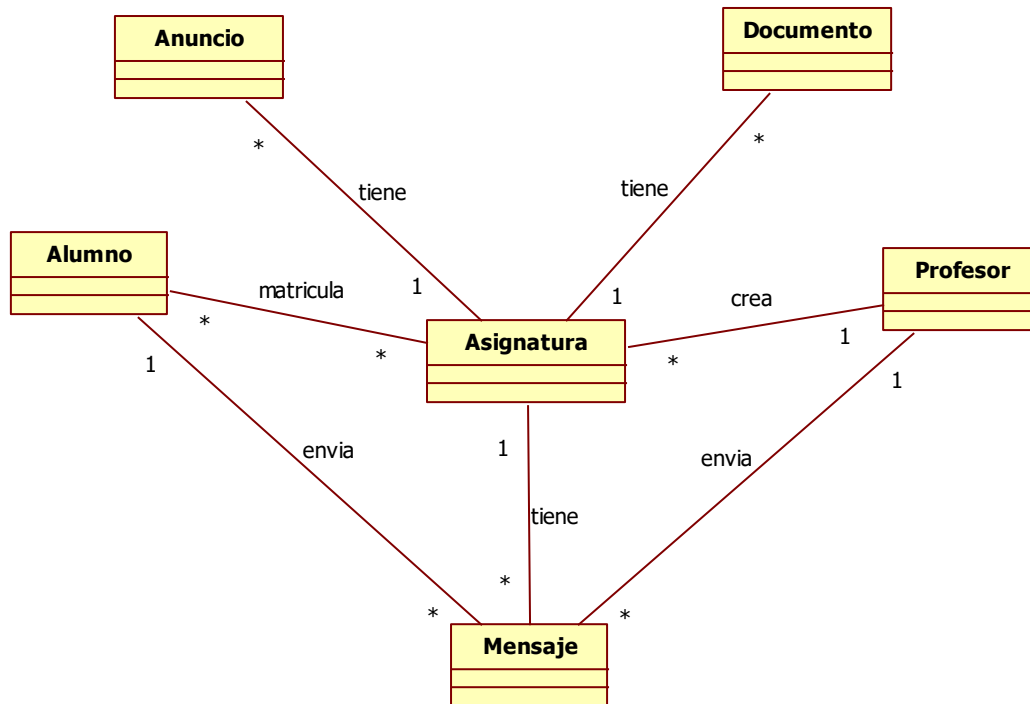 Anuncio
Documento
*
*
tiene
tiene
Alumno
Profesor
matricula
1
1
crea
*
*
Asignatura
*
1
1
1
1
envia
envia
tiene
*
*
*
Mensaje